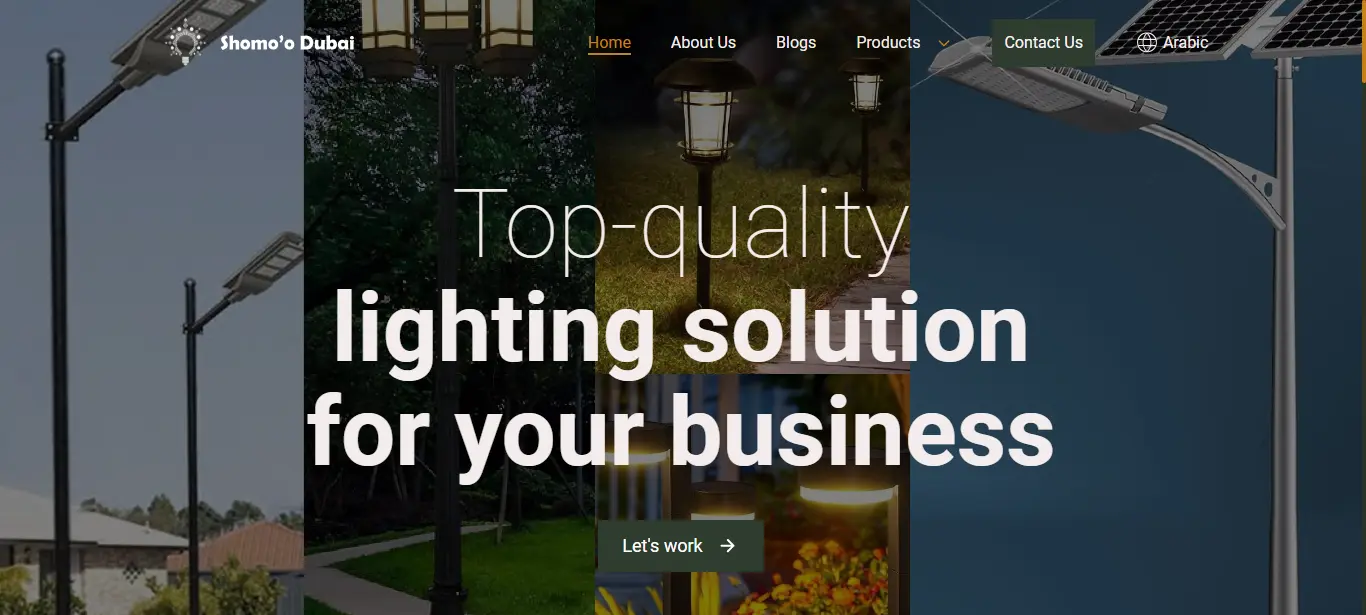 Shomo'o Dubai
Home
About Us
Blogs
Products
Contact Us
Arabic
Top-quality
lighting solution
for your business
Let's work